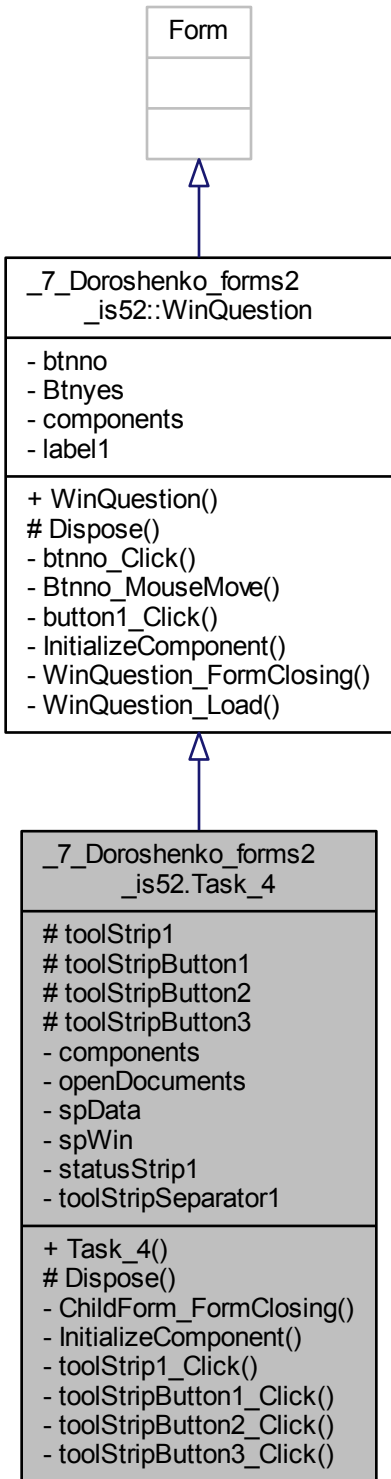 Form
_7_Doroshenko_forms2
_is52::WinQuestion
- btnno
- Btnyes
- components
- label1
+ WinQuestion()
# Dispose()
- btnno_Click()
- Btnno_MouseMove()
- button1_Click()
- InitializeComponent()
- WinQuestion_FormClosing()
- WinQuestion_Load()
_7_Doroshenko_forms2
_is52.Task_4
# toolStrip1
# toolStripButton1
# toolStripButton2
# toolStripButton3
- components
- openDocuments
- spData
- spWin
- statusStrip1
- toolStripSeparator1
+ Task_4()
# Dispose()
- ChildForm_FormClosing()
- InitializeComponent()
- toolStrip1_Click()
- toolStripButton1_Click()
- toolStripButton2_Click()
- toolStripButton3_Click()